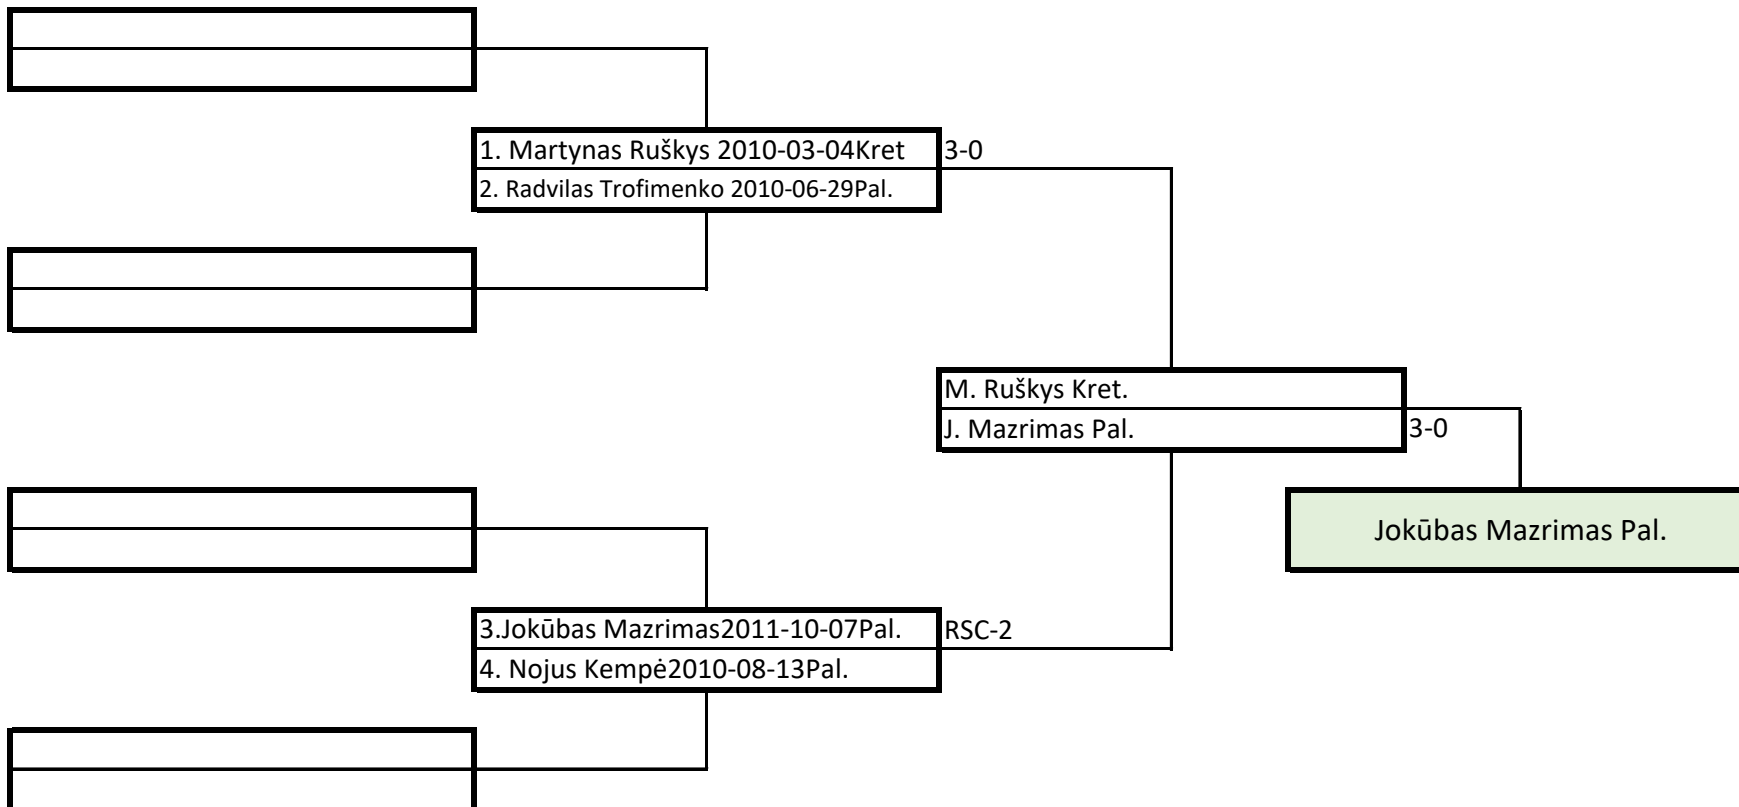 1. Martynas Ruškys 2010-03-04Kret 3-0
2. Radvilas Trofimenko 2010-06-29Pal.
M. Ruškys Kret.
J. Mazrimas Pal. 3-0
Jokūbas Mazrimas Pal.
3.Jokūbas Mazrimas2011-10-07Pal. RSC-2
4. Nojus Kempė2010-08-13Pal.